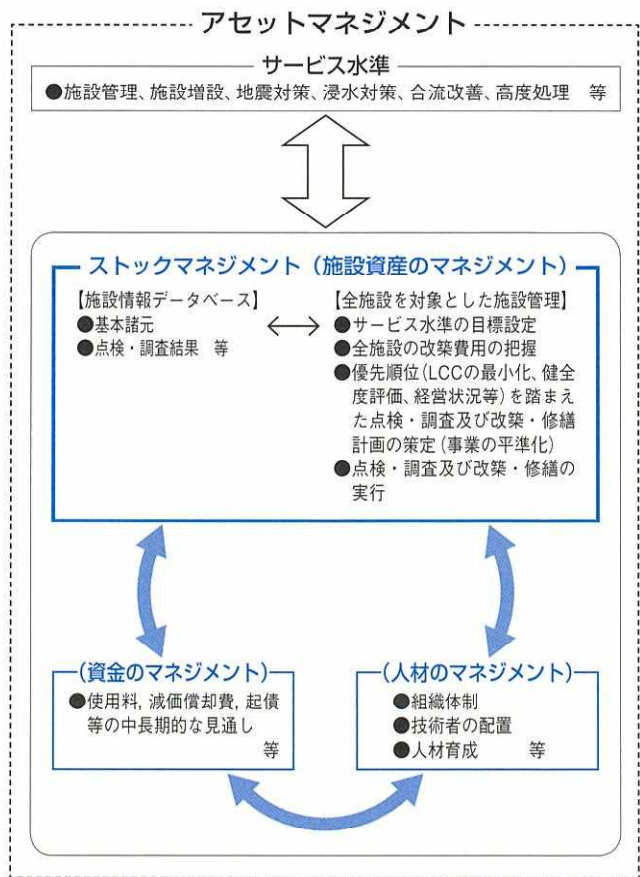 アセットマネジメント
サービス水準
●施設管理、施設増設、地震対策、浸水対策、合流改善、高度処理　等
ストックマネジメント（施設資産のマネジメント）
【施設情報データベース】
●基本諸元
●点検・調査結果　等
【全施設を対象とした施設管理】
●サービス水準の目標設定
●全施設の改築費用の把握
●優先順位（LCCの最小化、健全
度評価、経営状況等）を踏まえ
た点検・調査及び改築・修繕
計画の策定（事業の平準化）
●点検・調査及び改築・修繕の
実行
（資金のマネジメント）
●使用料，減価償却費，起債
等の中長期的な見通し
等
（人材のマネジメント）
●組織体制
●技術者の配置
●人材育成　等